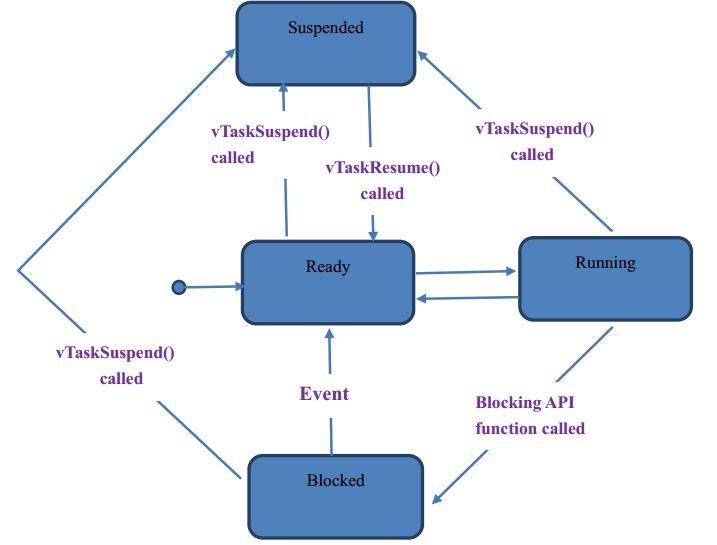 Suspended
vTaskSuspend()
called
vTaskResume()
called
vTaskSuspend()
called
Ready
Running
vTaskSuspend()
called
Event
Blocking API
function called
Blocked